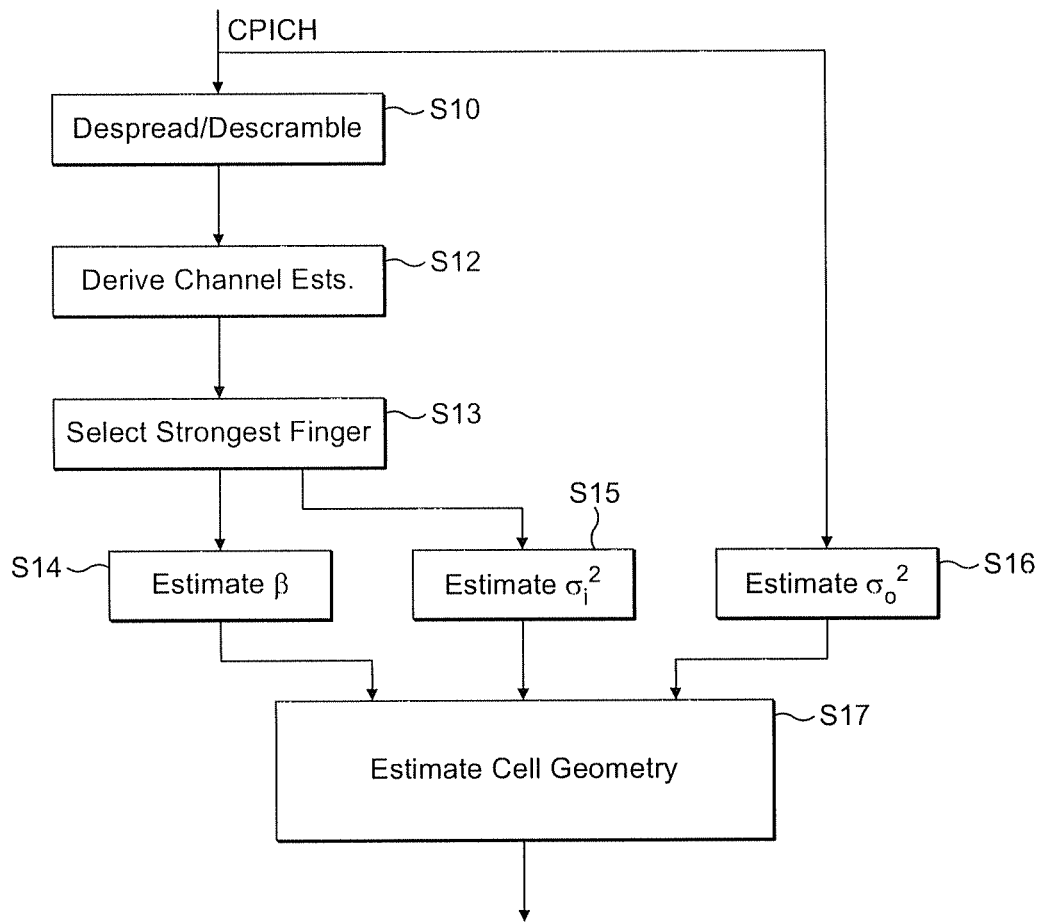 CPICH
Despread/Descramble
S10
Derive Channel Ests.
S12
Select Strongest Finger
S13
S14
Estimate β
S15
Estimate σᵢ²
Estimate σₒ²
S16
Estimate Cell Geometry
S17